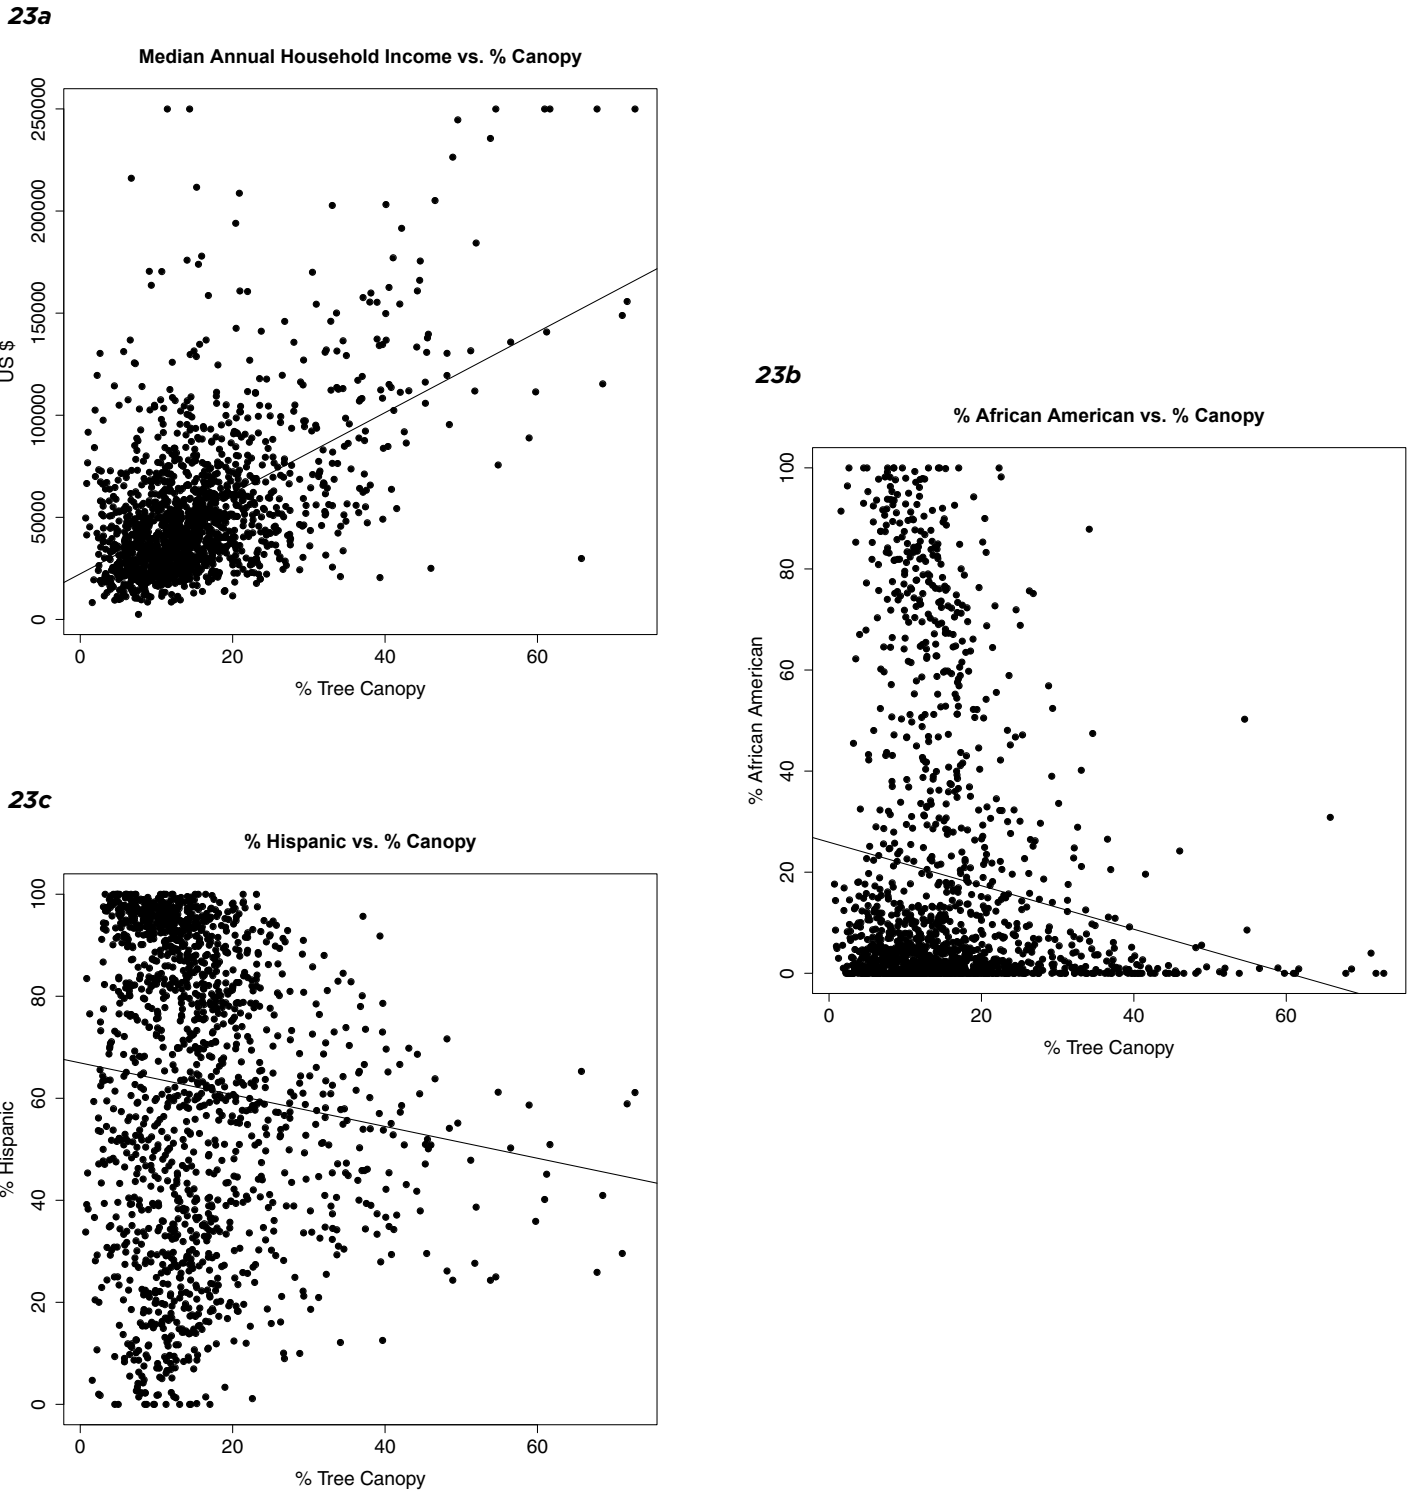 23a
Median Annual Household Income vs. % Canopy
250000
200000
150000
100000
50000
0
US $
0 20 40 60
% Tree Canopy
23b
% African American vs. % Canopy
100
80
60
40
20
0
% African American
0 20 40 60
% Tree Canopy
23c
% Hispanic vs. % Canopy
100
80
60
40
20
0
% Hispanic
0 20 40 60
% Tree Canopy